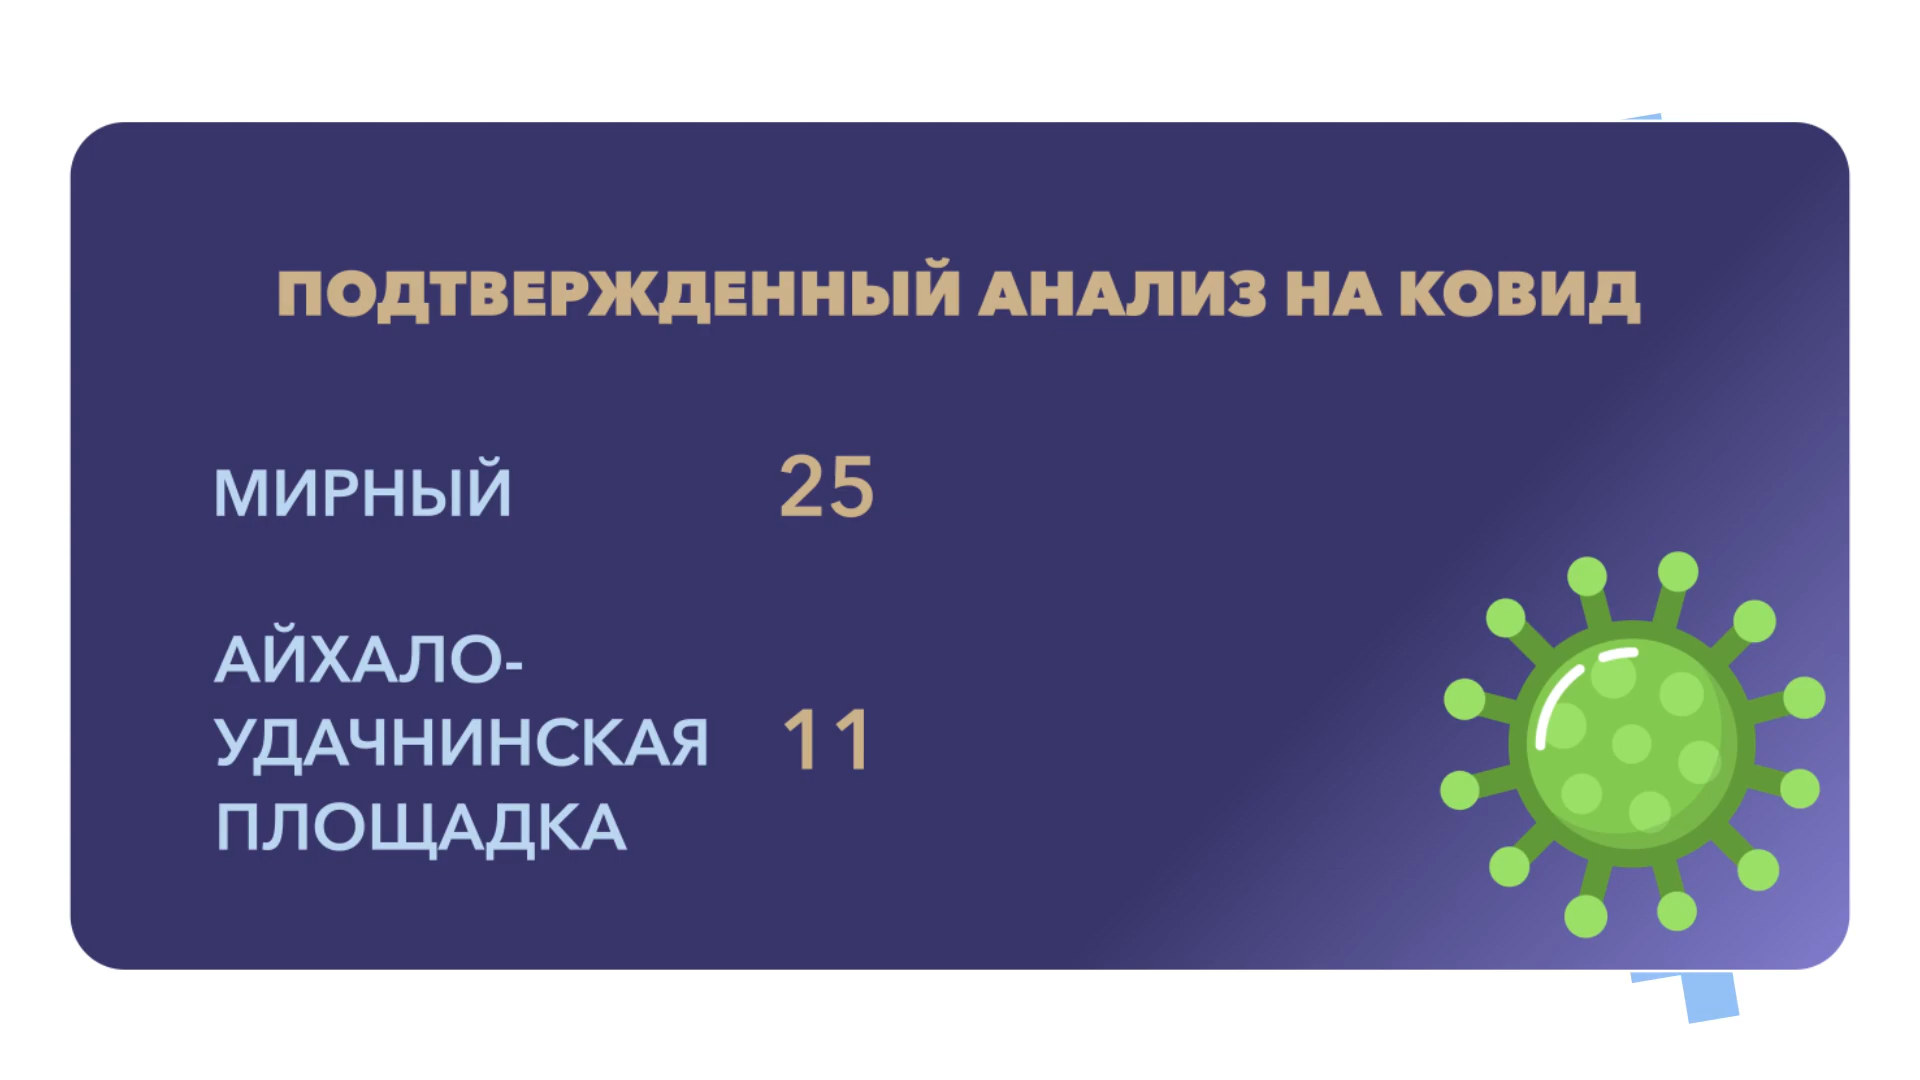 ПОДТВЕРЖДЕННЫЙ АНАЛИЗ НА КОВИД
МИРНЫЙ 25
АЙХАЛО-
УДАЧНИНСКАЯ 11
ПЛОЩАДКА